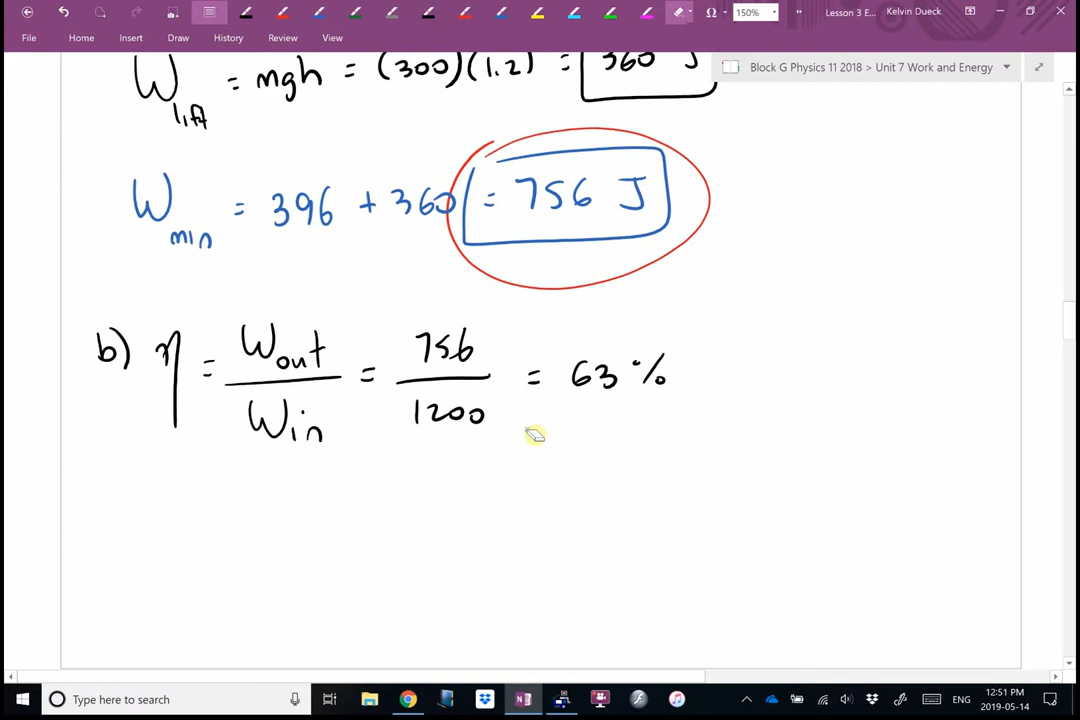 150%
Lesson 3 E...
Kelvin Dueck
File Home Insert Draw History Review View
Block G Physics 11 2018 > Unit 7 Work and Energy
W lift = mgh = (300)(1.2) = 360 J
W min = 396 + 360 = 756 J
b) η = Wout / Win = 756 / 1200 = 63 %
Type here to search
ENG
12:51 PM
2019-05-14